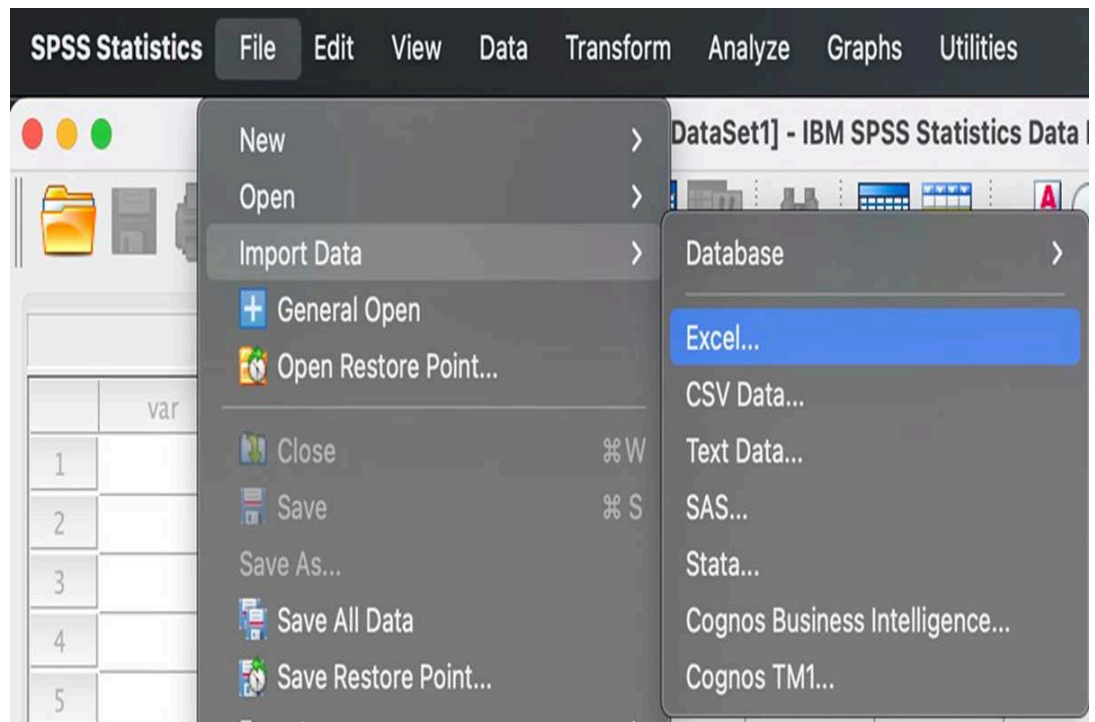 SPSS Statistics File Edit View Data Transform Analyze Graphs Utilities
DataSet1] - IBM SPSS Statistics Data
New
Open
Import Data
General Open
Open Restore Point...
Close ⌘W
Save ⌘S
Save As...
Save All Data
Save Restore Point...
Database
Excel...
CSV Data...
Text Data...
SAS...
Stata...
Cognos Business Intelligence...
Cognos TM1...
A
var
1
2
3
4
5